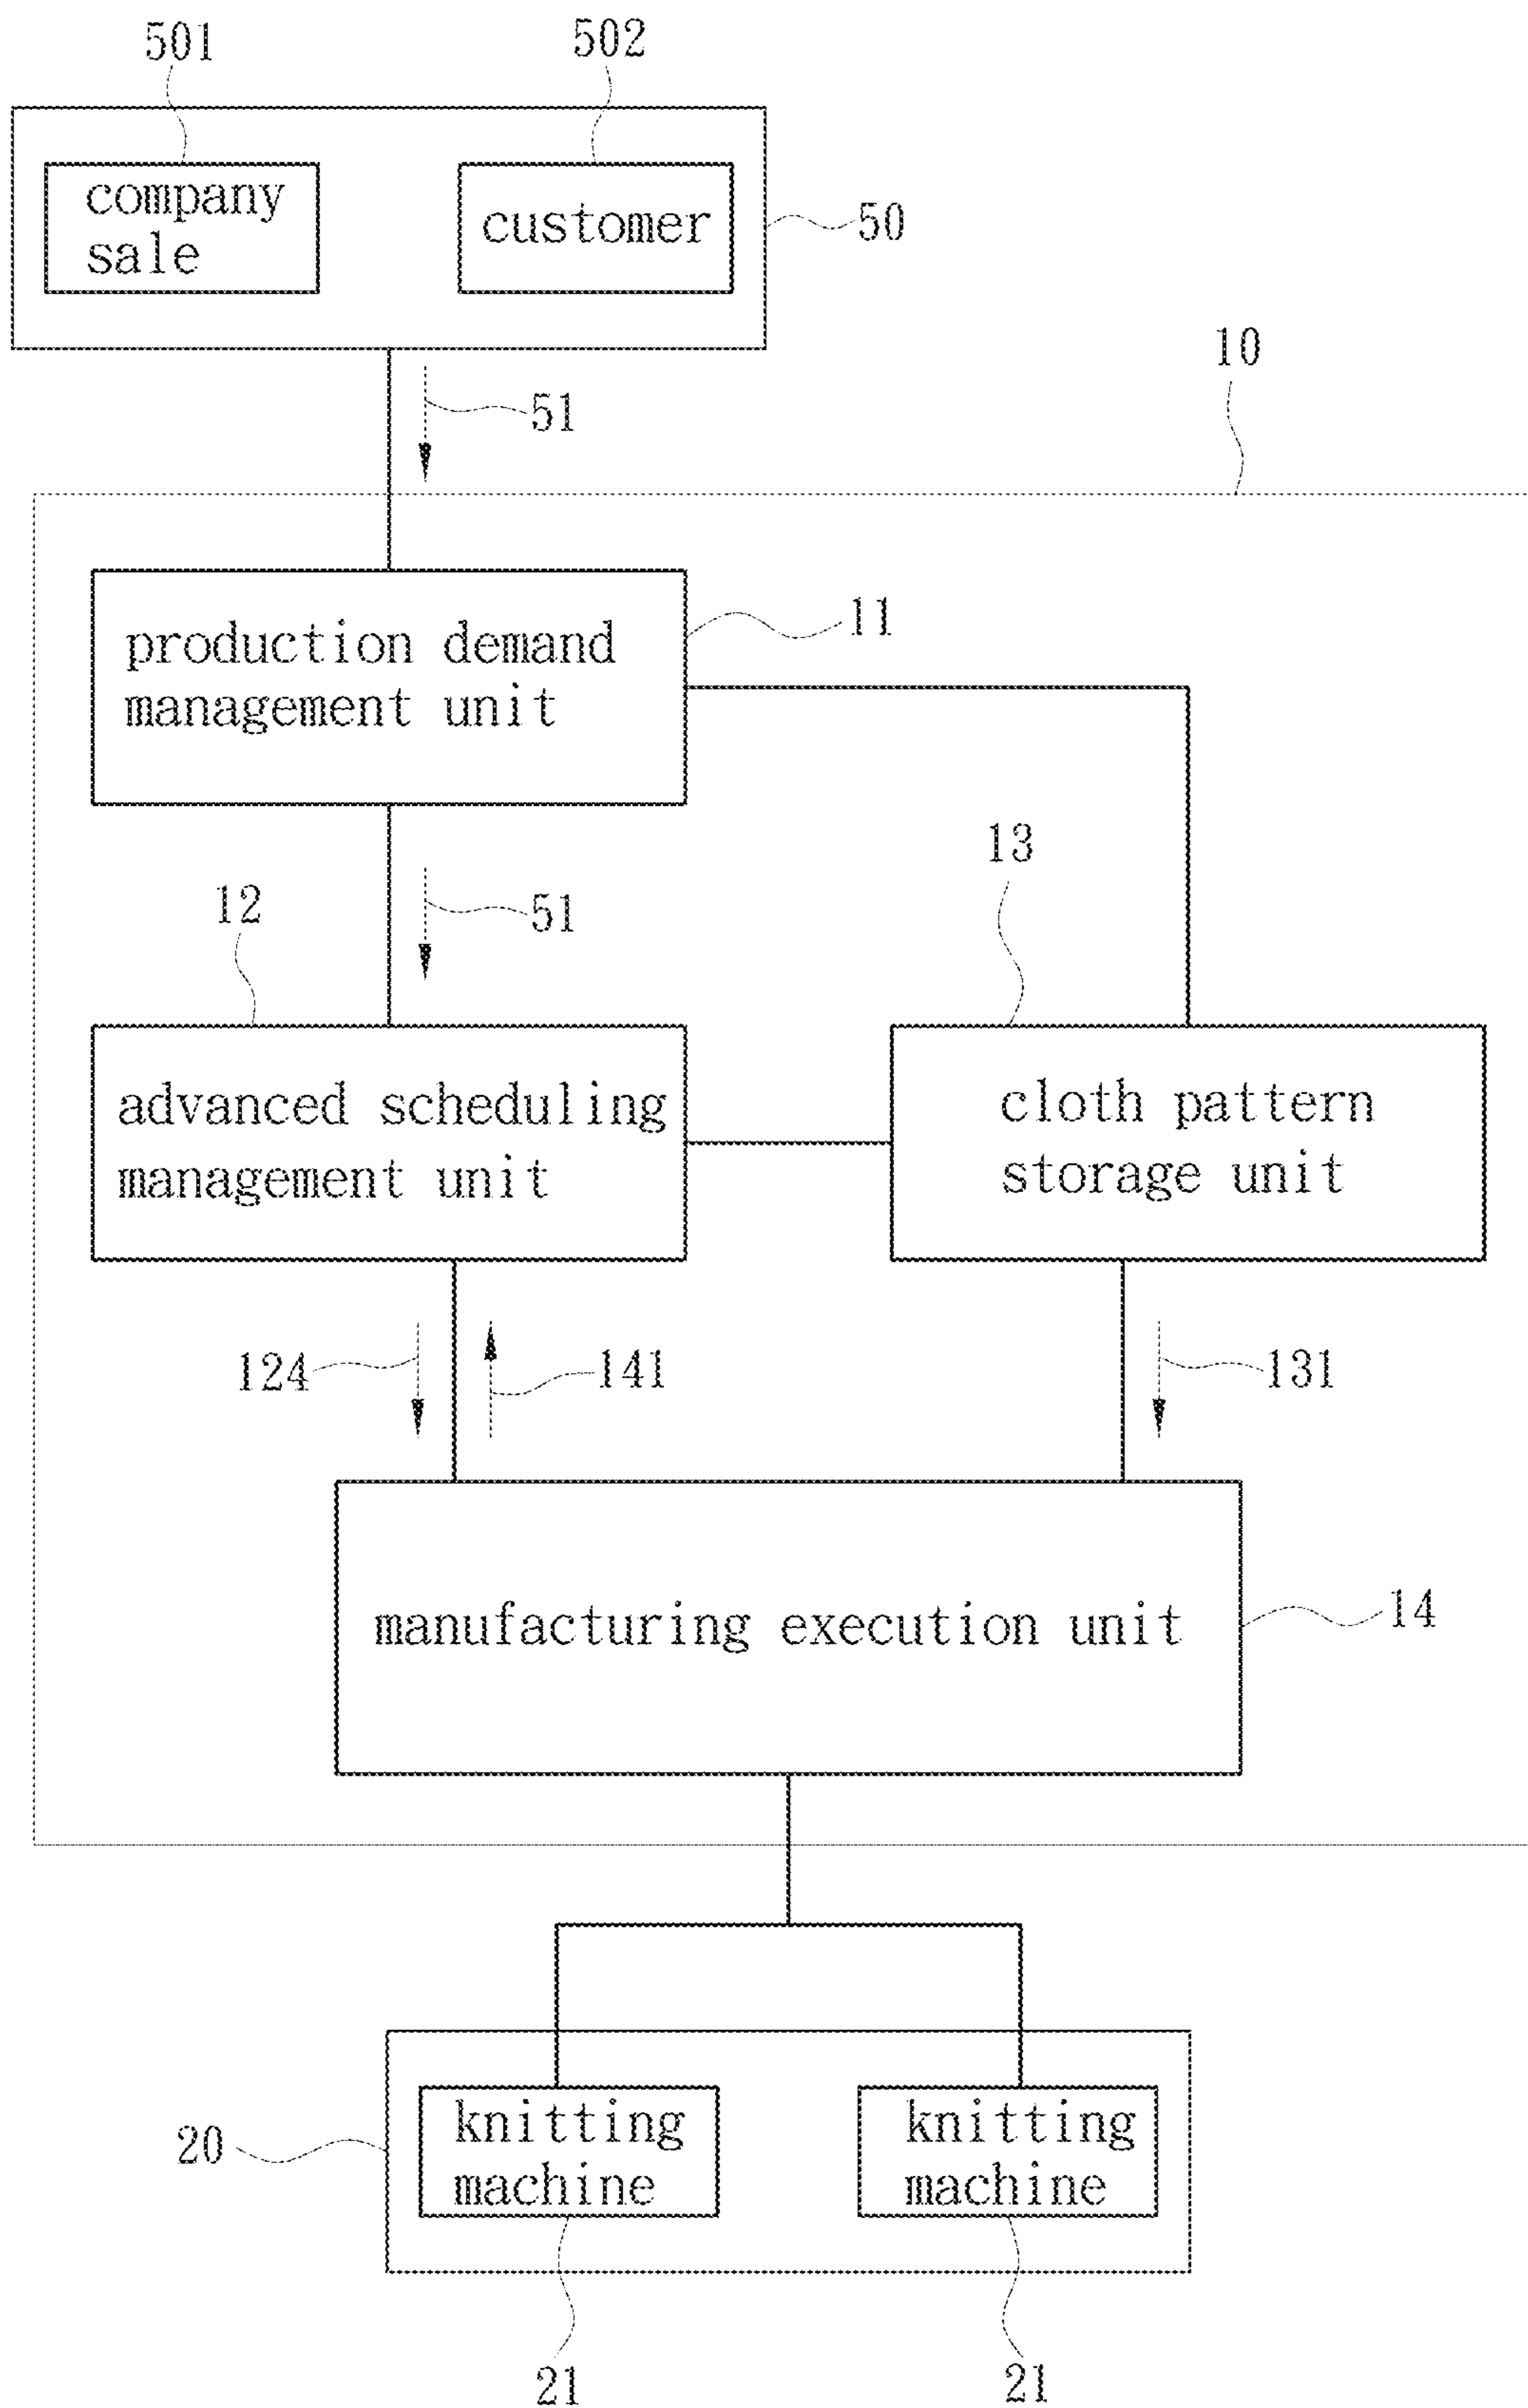 501
502
company
sale
customer
50
10
51
production demand
management unit
11
13
12
51
advanced scheduling
management unit
cloth pattern
storage unit
124
141
131
manufacturing execution unit
14
knitting
machine
knitting
machine
20
21
21